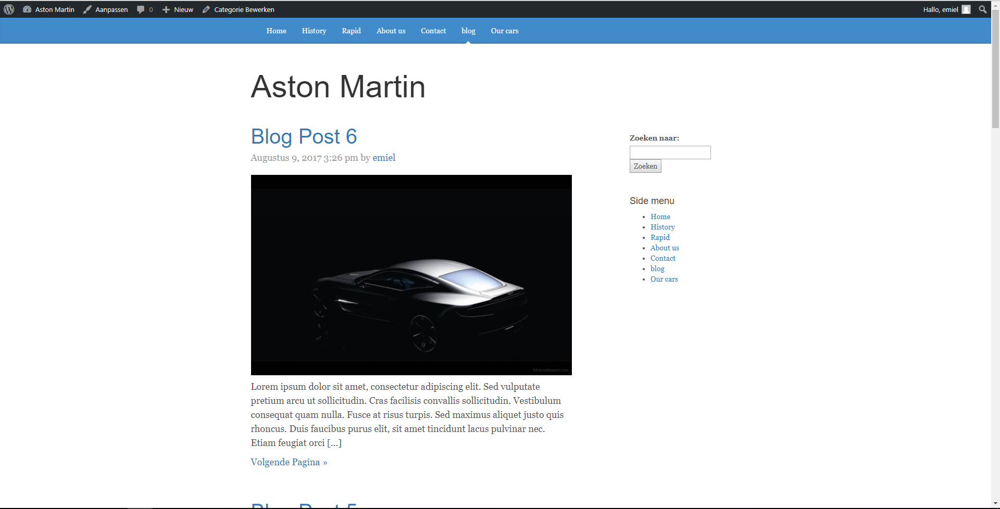 Aston Martin Aanpassen 0 Nieuw Categorie Bewerken Hallo, emiel
Home History Rapid About us Contact blog Our cars
Aston Martin
Blog Post 6
Augustus 9, 2017 3:26 pm by emiel
Lorem ipsum dolor sit amet, consectetur adipiscing elit. Sed vulputate
pretium arcu ut sollicitudin. Cras facilisis convallis sollicitudin. Vestibulum
consequat quam nulla. Fusce at risus turpis. Sed maximus aliquet justo quis
rhoncus. Duis faucibus purus elit, sit amet tincidunt lacus pulvinar nec.
Etiam feugiat orci [...]
Volgende Pagina »
Blog Post 5
Zoeken naar:
Zoeken
Side menu
Home
History
Rapid
About us
Contact
blog
Our cars